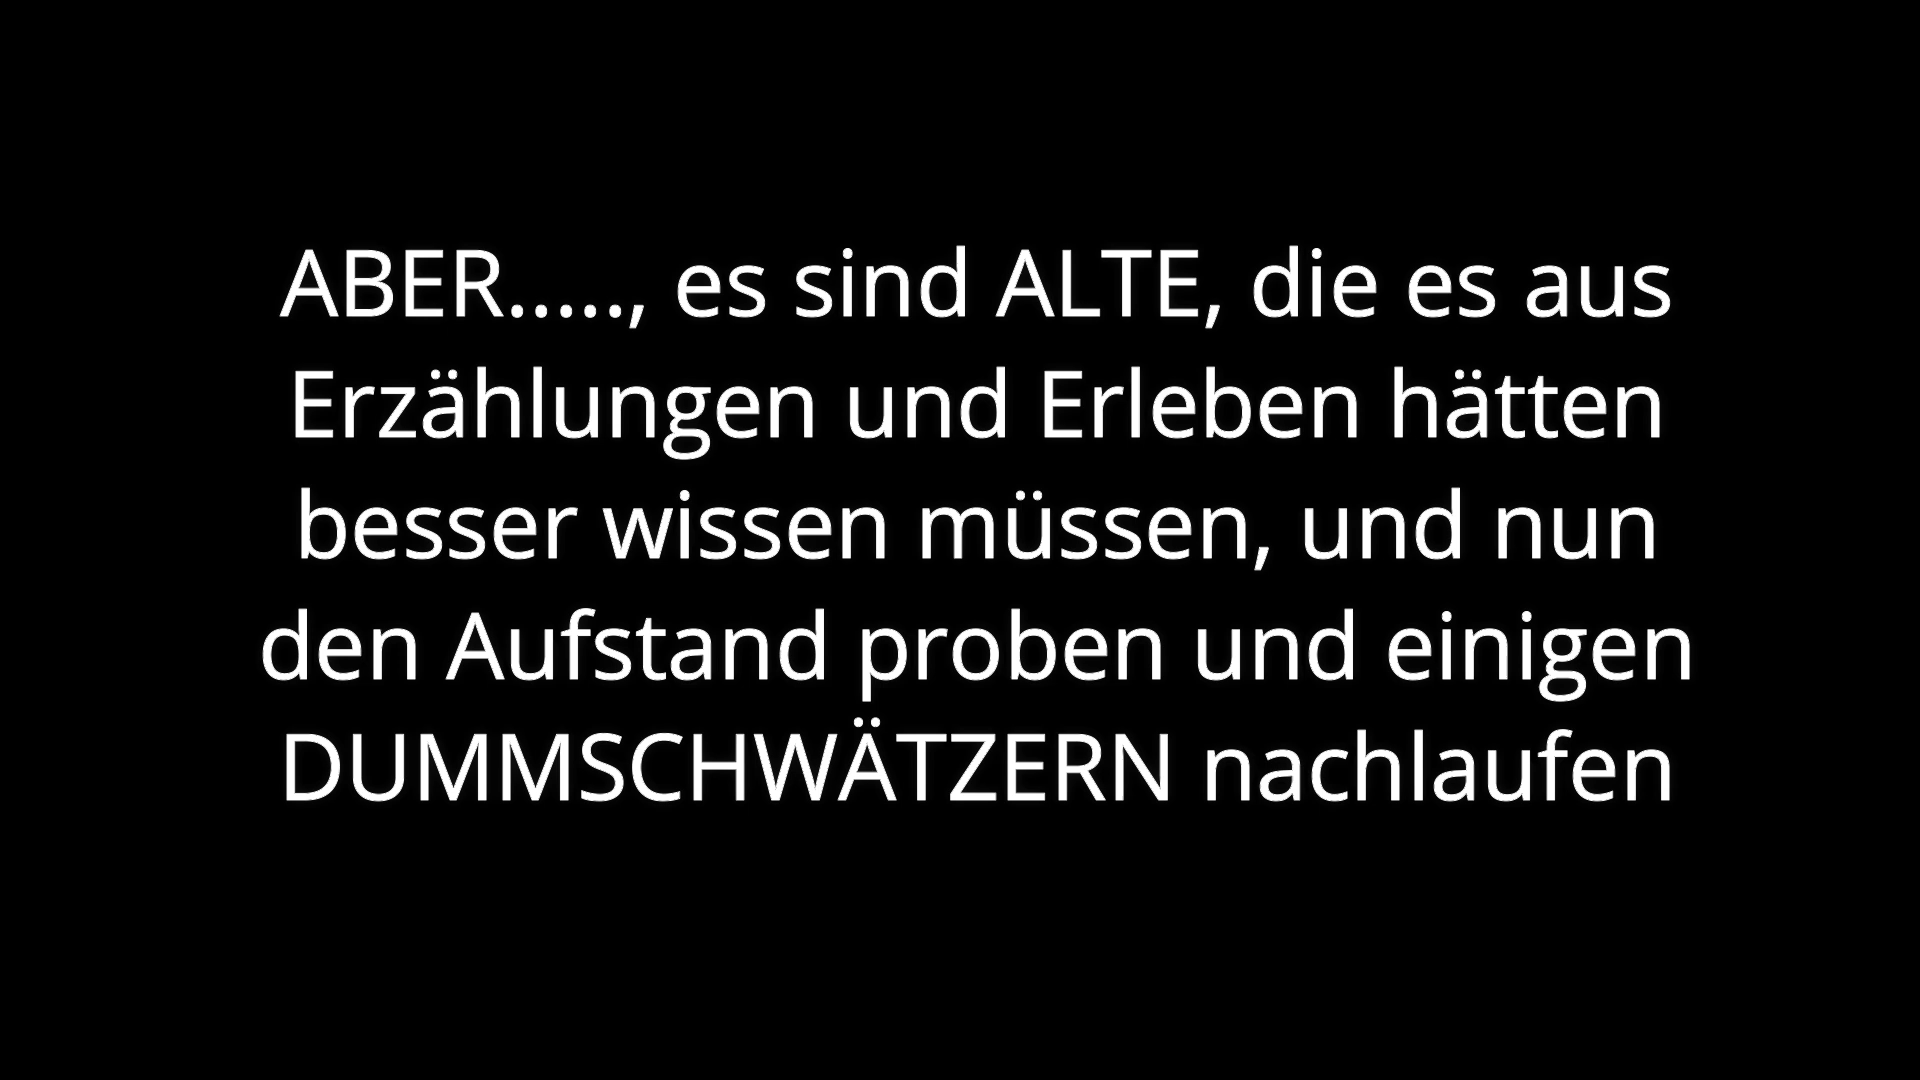 ABER....., es sind ALTE, die es aus
Erzählungen und Erleben hätten
besser wissen müssen, und nun
den Aufstand proben und einigen
DUMMSCHWÄTZERN nachlaufen